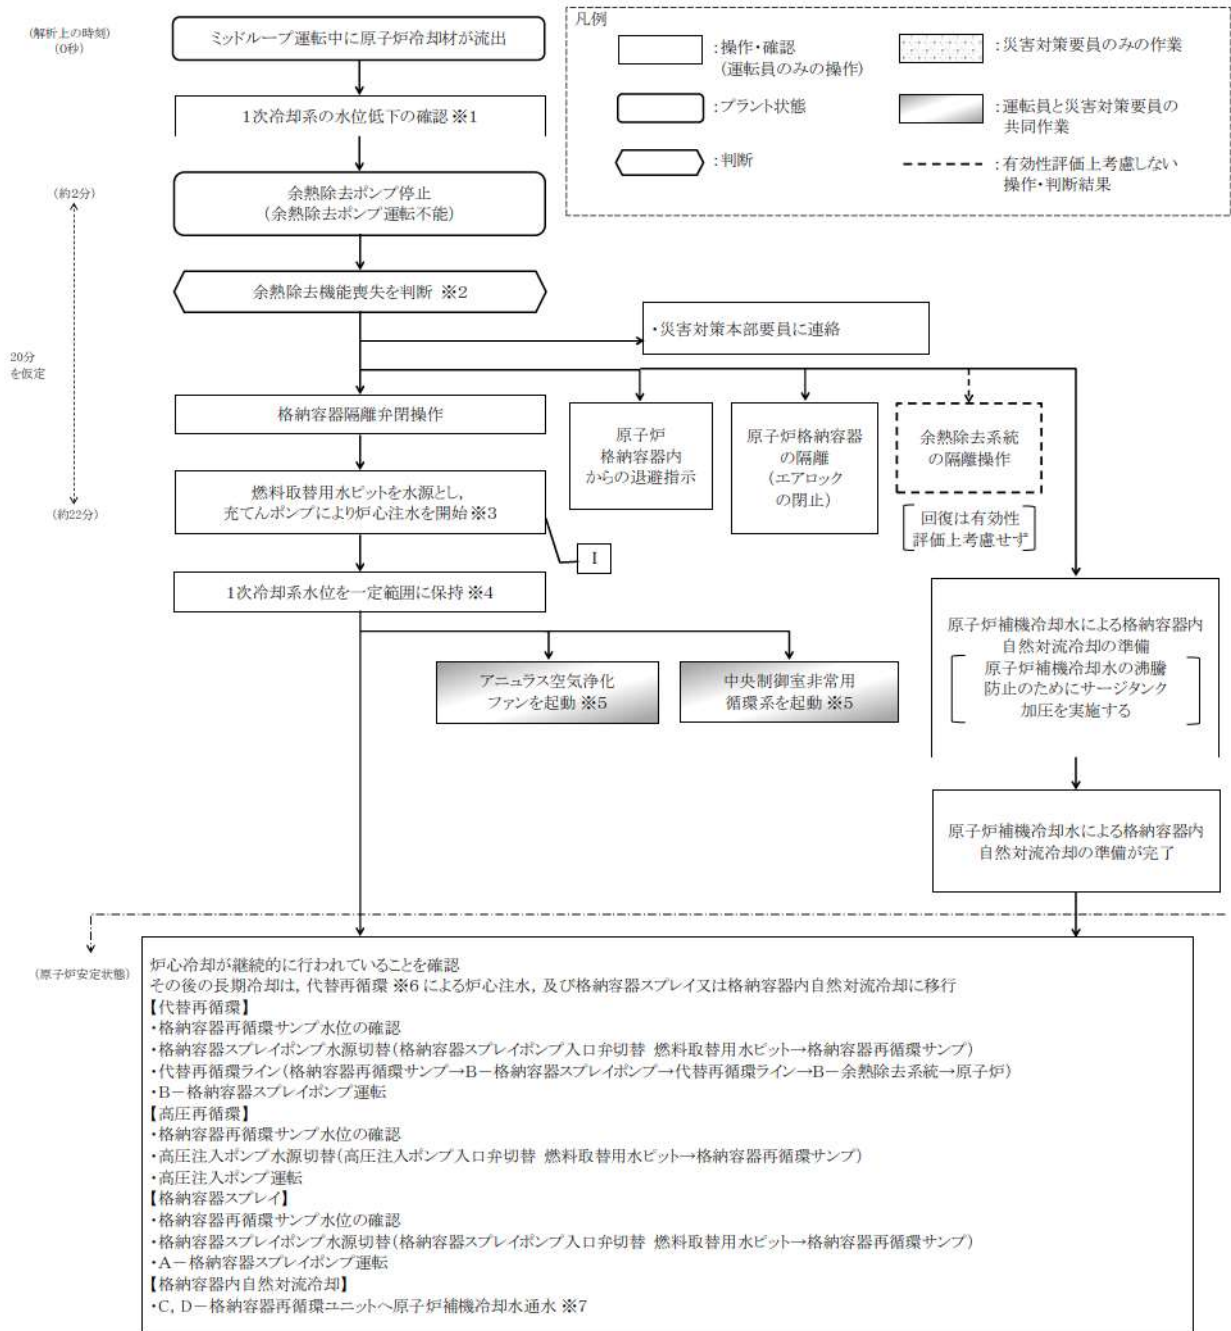 (解析上の時刻)
(0秒)
ミッドループ運転中に原子炉冷却材が流出
凡例
:操作・確認
(運転員のみの操作)
:災害対策要員のみの作業
:プラント状態
:運転員と災害対策要員の
共同作業
:判断
:有効性評価上考慮しない
操作・判断結果
1次冷却系の水位低下の確認 ※1
(約2分)
余熱除去ポンプ停止
(余熱除去ポンプ運転不能)
余熱除去機能喪失を判断 ※2
・災害対策本部要員に連絡
20分
を仮定
格納容器隔離弁閉操作
原子炉
格納容器内
からの退避指示
原子炉格納容器
の隔離
(エアロック
の閉止)
余熱除去系統
の隔離操作
回復は有効性
評価上考慮せず
燃料取替用水ピットを水源とし,
充てんポンプにより炉心注水を開始 ※3
(約22分)
I
1次冷却系水位を一定範囲に保持 ※4
アニュラス空気浄化
ファンを起動 ※5
中央制御室非常用
循環系を起動 ※5
原子炉補機冷却水による格納容器内
自然対流冷却の準備
原子炉補機冷却水の沸騰
防止のためにサージタンク
加圧を実施する
原子炉補機冷却水による格納容器内
自然対流冷却の準備が完了
(原子炉安定状態)
炉心冷却が継続的に行われていることを確認
その後の長期冷却は, 代替再循環 ※6 による炉心注水, 及び格納容器スプレイ又は格納容器内自然対流冷却に移行
【代替再循環】
・格納容器再循環サンプ水位の確認
・格納容器スプレイポンプ水源切替(格納容器スプレイポンプ入口弁切替 燃料取替用水ピット→格納容器再循環サンプ)
・代替再循環ライン(格納容器再循環サンプ→B－格納容器スプレイポンプ→代替再循環ライン→B－余熱除去系統→原子炉)
・B－格納容器スプレイポンプ運転
【高圧再循環】
・格納容器再循環サンプ水位の確認
・高圧注入ポンプ水源切替(高圧注入ポンプ入口弁切替 燃料取替用水ピット→格納容器再循環サンプ)
・高圧注入ポンプ運転
【格納容器スプレイ】
・格納容器再循環サンプ水位の確認
・格納容器スプレイポンプ水源切替(格納容器スプレイポンプ入口弁切替 燃料取替用水ピット→格納容器再循環サンプ)
・A－格納容器スプレイポンプ運転
【格納容器内自然対流冷却】
・C, D－格納容器再循環ユニットへ原子炉補機冷却水通水 ※7